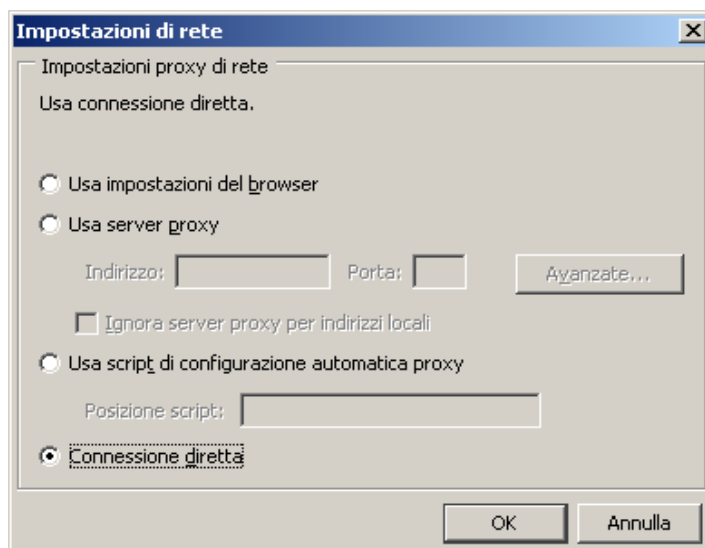 Impostazioni di rete
Impostazioni proxy di rete
Usa connessione diretta.
Usa impostazioni del browser
Usa server proxy
Indirizzo: Porta: Avanzate...
Ignora server proxy per indirizzi locali
Usa script di configurazione automatica proxy
Posizione script:
Connessione diretta
OK Annulla